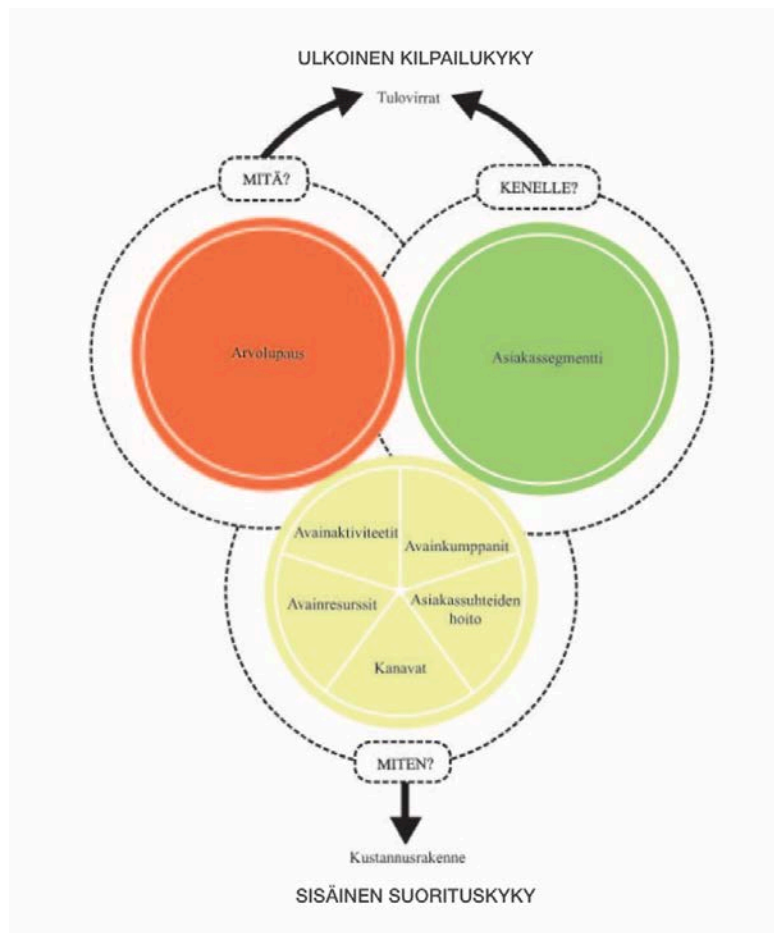 ULKOINEN KILPAILUKYKY
Tulovirrat
MITÄ?
KENELLE?
Arvolupaus
Asiakassegmentti
Avainaktiviteetit
Avainkumppanit
Avainresurssit
Asiakassuhteiden
hoito
Kanavat
MITEN?
Kustannusrakenne
SISÄINEN SUORITUSKYKY